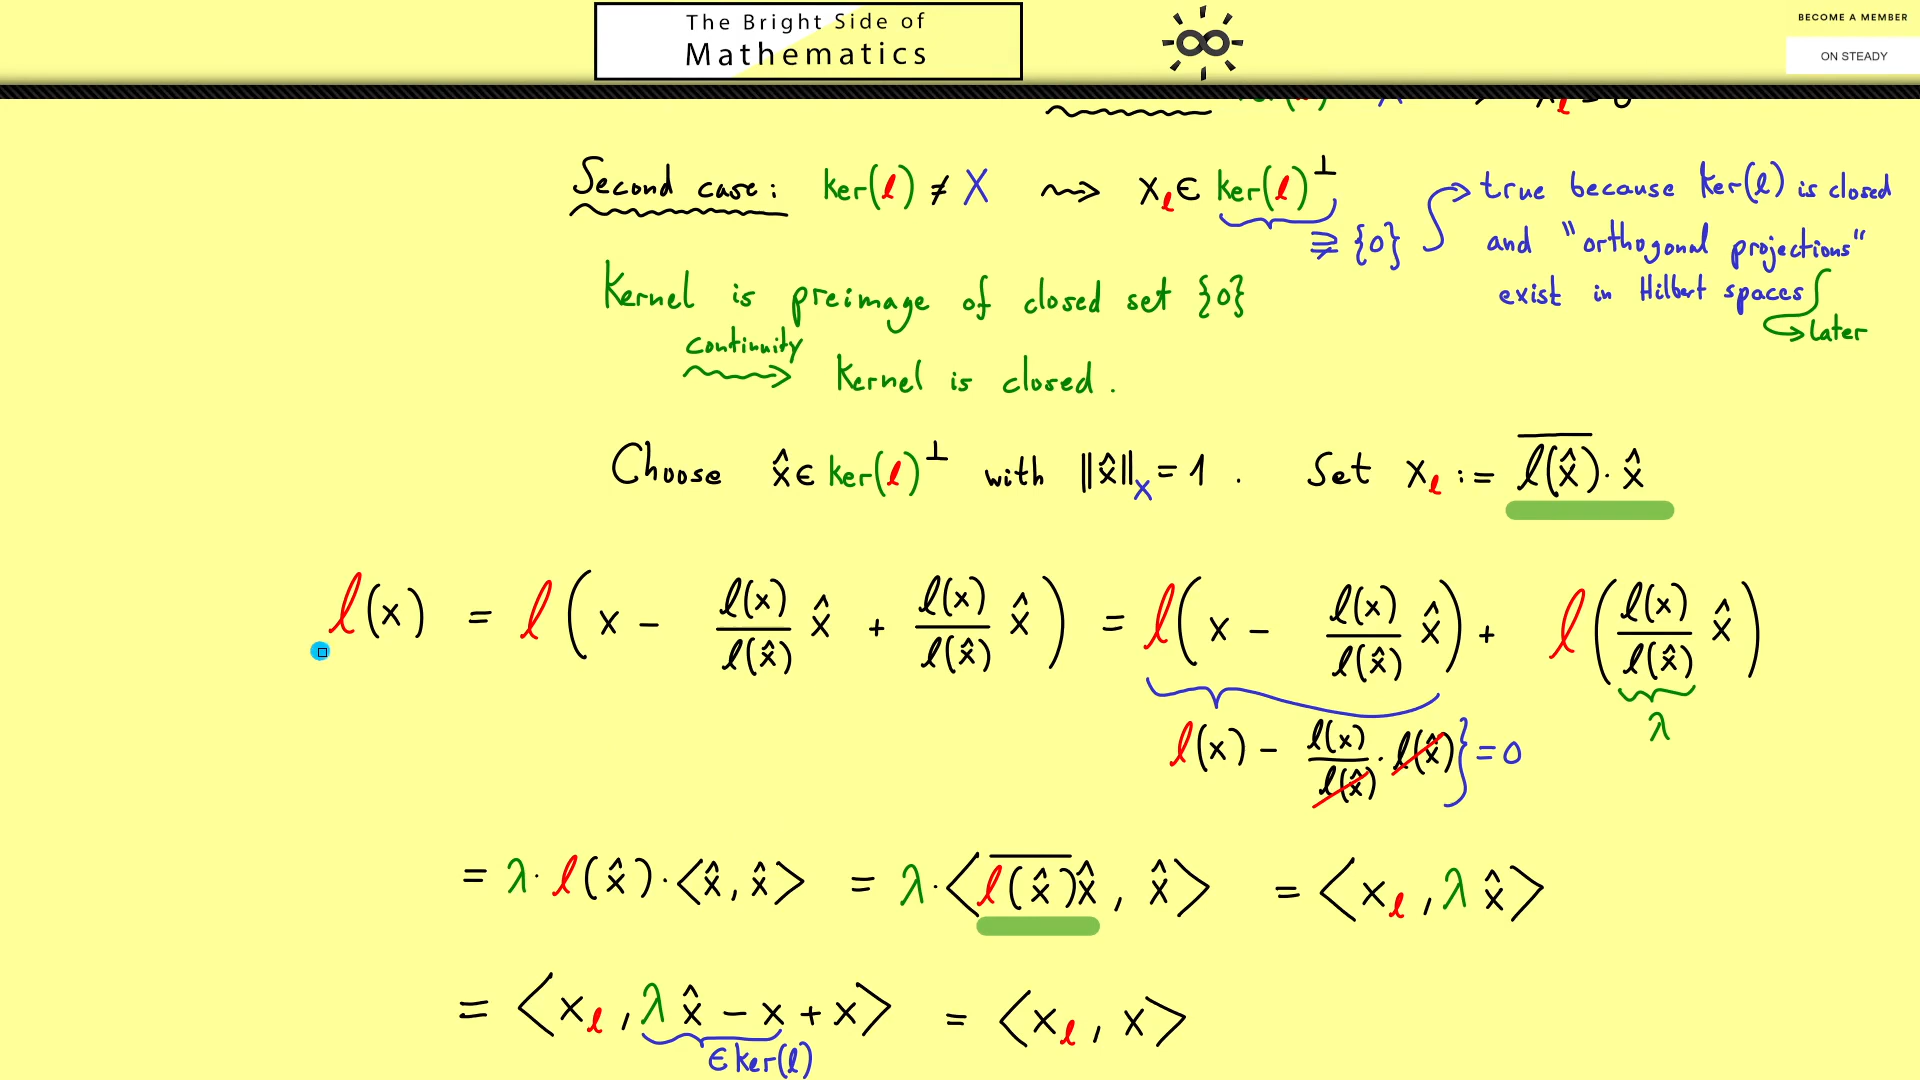 The Bright Side of
Mathematics
BECOME A MEMBER
ON STEADY
Second case: ker(ℓ) ≠ X ⇝ x_ℓ ∈ ker(ℓ)^⊥
⊋ {0}
true because ker(ℓ) is closed
and "orthogonal projections"
exist in Hilbert spaces
later
Kernel is preimage of closed set {0}
continuity
⇝ Kernel is closed.
Choose x̂ ∈ ker(ℓ)^⊥ with ‖x̂‖_X = 1. Set x_ℓ := \overline{ℓ(x̂)} · x̂
ℓ(x) = ℓ(x − ℓ(x)/ℓ(x̂) x̂ + ℓ(x)/ℓ(x̂) x̂) = ℓ(x − ℓ(x)/ℓ(x̂) x̂) + ℓ(ℓ(x)/ℓ(x̂) x̂)
λ
ℓ(x) − ℓ(x)/ℓ(x̂) · ℓ(x̂) } = 0
= λ · ℓ(x̂) · <x̂, x̂> = λ · <\overline{ℓ(x̂)} x̂, x̂> = <x_ℓ, λ x̂>
= <x_ℓ, λ x̂ − x + x> = <x_ℓ, x>
∈ ker(ℓ)